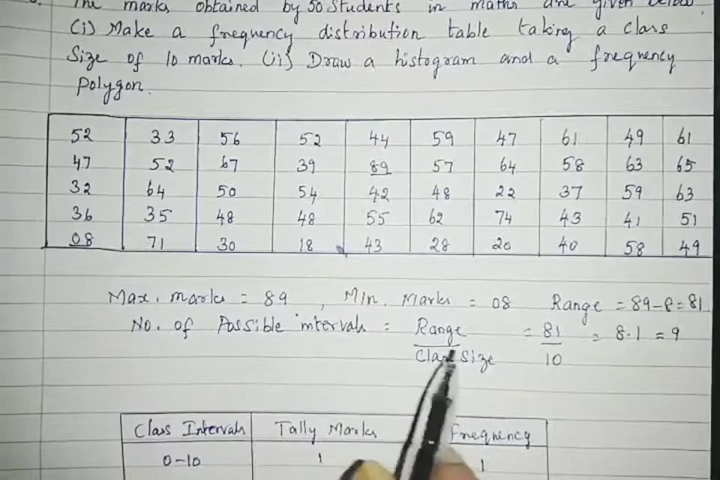 The marks obtained by 50 Students in maths are given below.
(i) Make a frequency distribution table taking a class
Size of 10 marks. (ii) Draw a histogram and a frequency
Polygon.
52 33 56 52 44 59 47 61 49 61
47 52 67 39 89 57 64 58 63 65
32 64 50 54 42 48 22 37 59 63
36 35 48 48 55 62 74 43 41 51
08 71 30 18 43 28 20 40 58 49
Max. marks = 89 , Min. Marks = 08 Range = 89-8=81
No. of Possible intervals = Range / Class Size = 81 / 10 = 8.1 = 9
Class Intervals Tally Marks Frequency
0-10 1 1